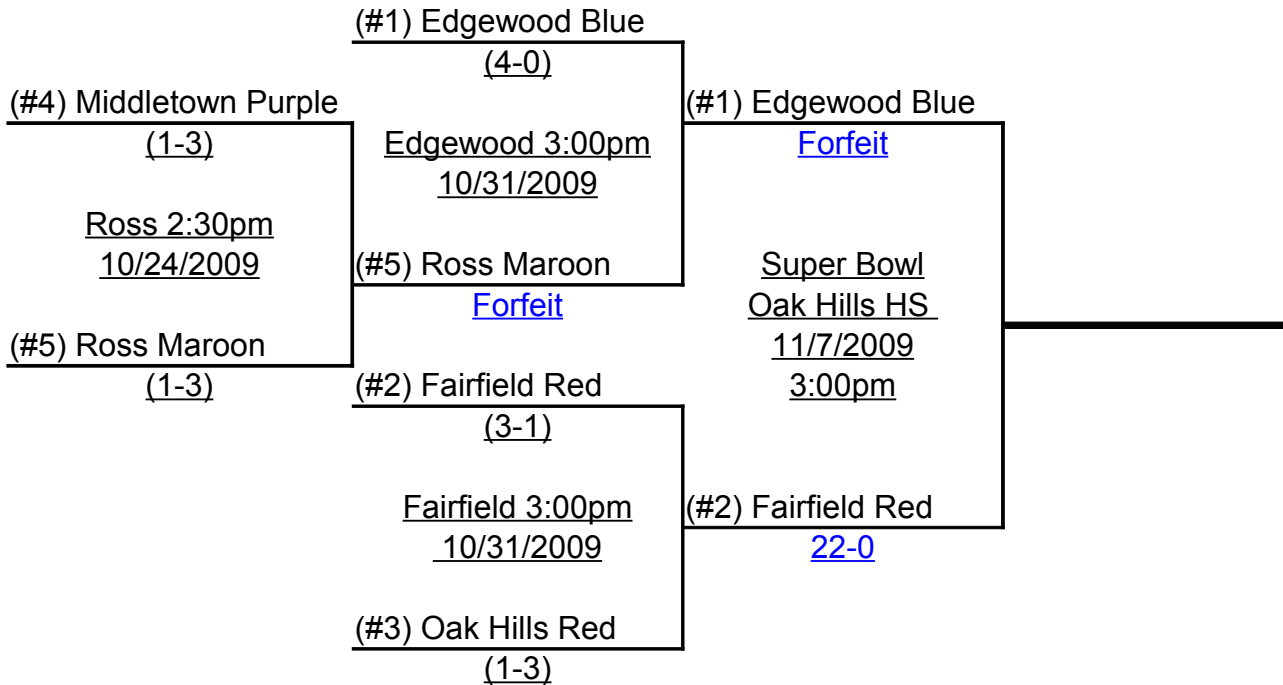 (#1) Edgewood Blue
(4-0)
(#4) Middletown Purple
(1-3)
(#1) Edgewood Blue
Forfeit
Edgewood 3:00pm
10/31/2009
Ross 2:30pm
10/24/2009
(#5) Ross Maroon
Forfeit
Super Bowl
Oak Hills HS
11/7/2009
3:00pm
(#5) Ross Maroon
(1-3)
(#2) Fairfield Red
(3-1)
Fairfield 3:00pm
10/31/2009
(#2) Fairfield Red
22-0
(#3) Oak Hills Red
(1-3)